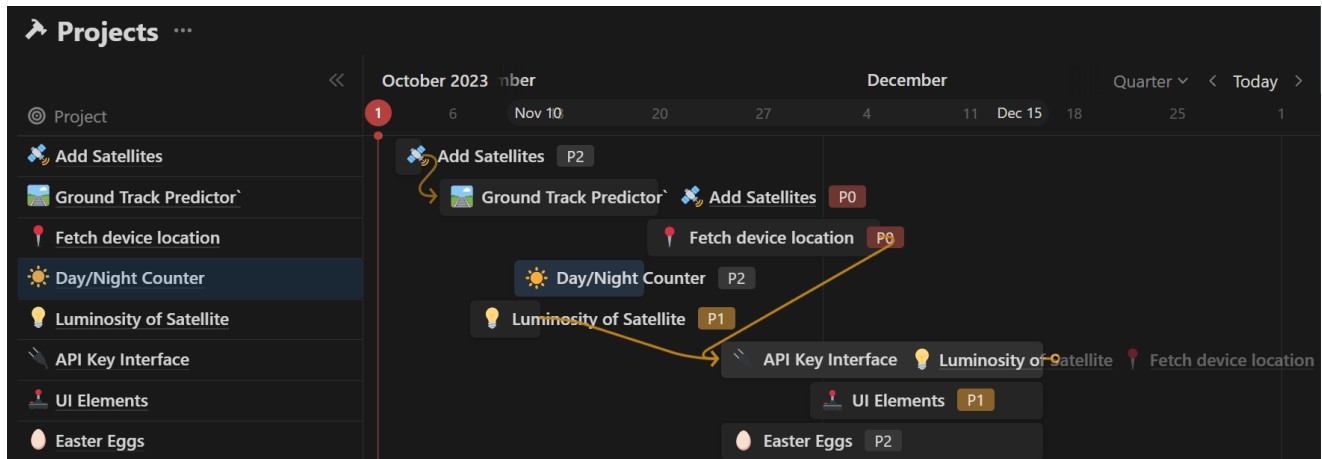 Projects ...
October 2023 mber December Quarter Today
Project 1 6 Nov 10 20 27 4 11 Dec 15 18 25 1
Add Satellites Add Satellites P2
Ground Track Predictor` Ground Track Predictor` Add Satellites P0
Fetch device location Fetch device location P0
Day/Night Counter Day/Night Counter P2
Luminosity of Satellite Luminosity of Satellite P1
API Key Interface API Key Interface Luminosity of Satellite Fetch device location
UI Elements UI Elements P1
Easter Eggs Easter Eggs P2